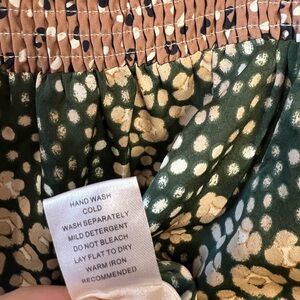 HAND WASH
COLD
WASH SEPARATELY
MILD DETERGENT
DO NOT BLEACH
LAY FLAT TO DRY
WARM IRON
RECOMMENDED